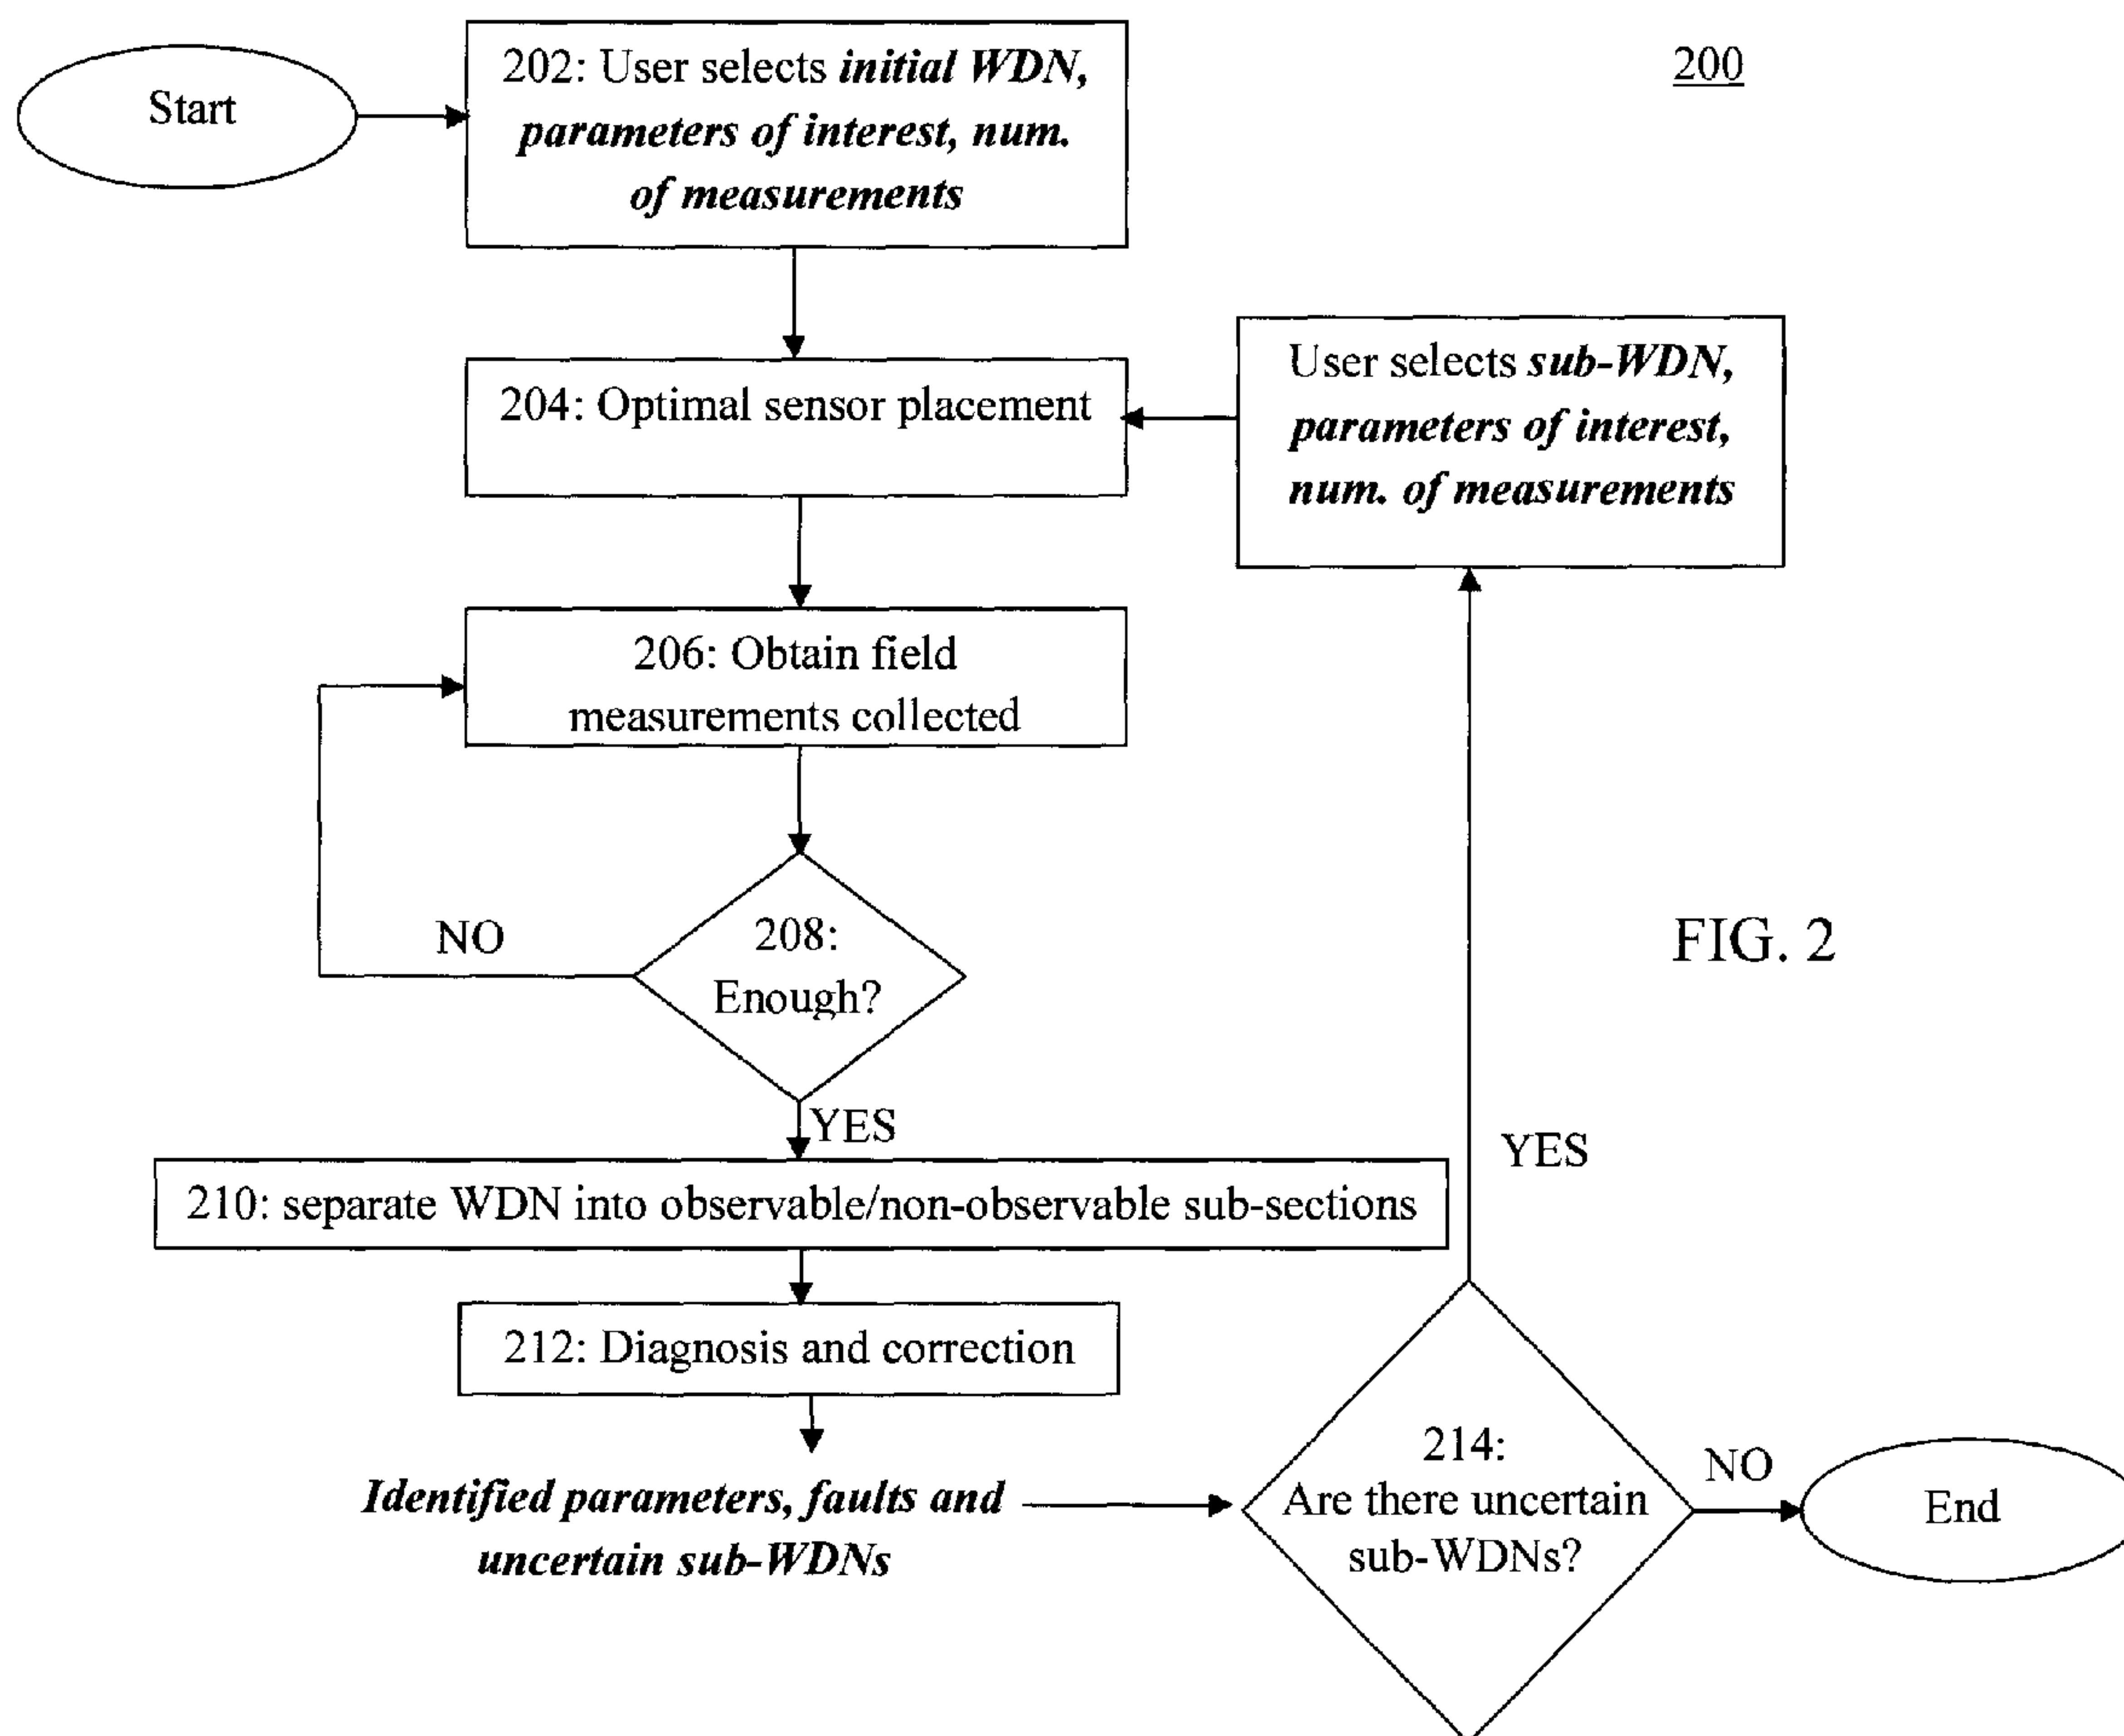 Start
202: User selects initial WDN,
parameters of interest, num.
of measurements
200
204: Optimal sensor placement
User selects sub-WDN,
parameters of interest,
num. of measurements
206: Obtain field
measurements collected
208:
Enough?
NO
YES
FIG. 2
210: separate WDN into observable/non-observable sub-sections
YES
212: Diagnosis and correction
Identified parameters, faults and
uncertain sub-WDNs
214:
Are there uncertain
sub-WDNs?
NO
End